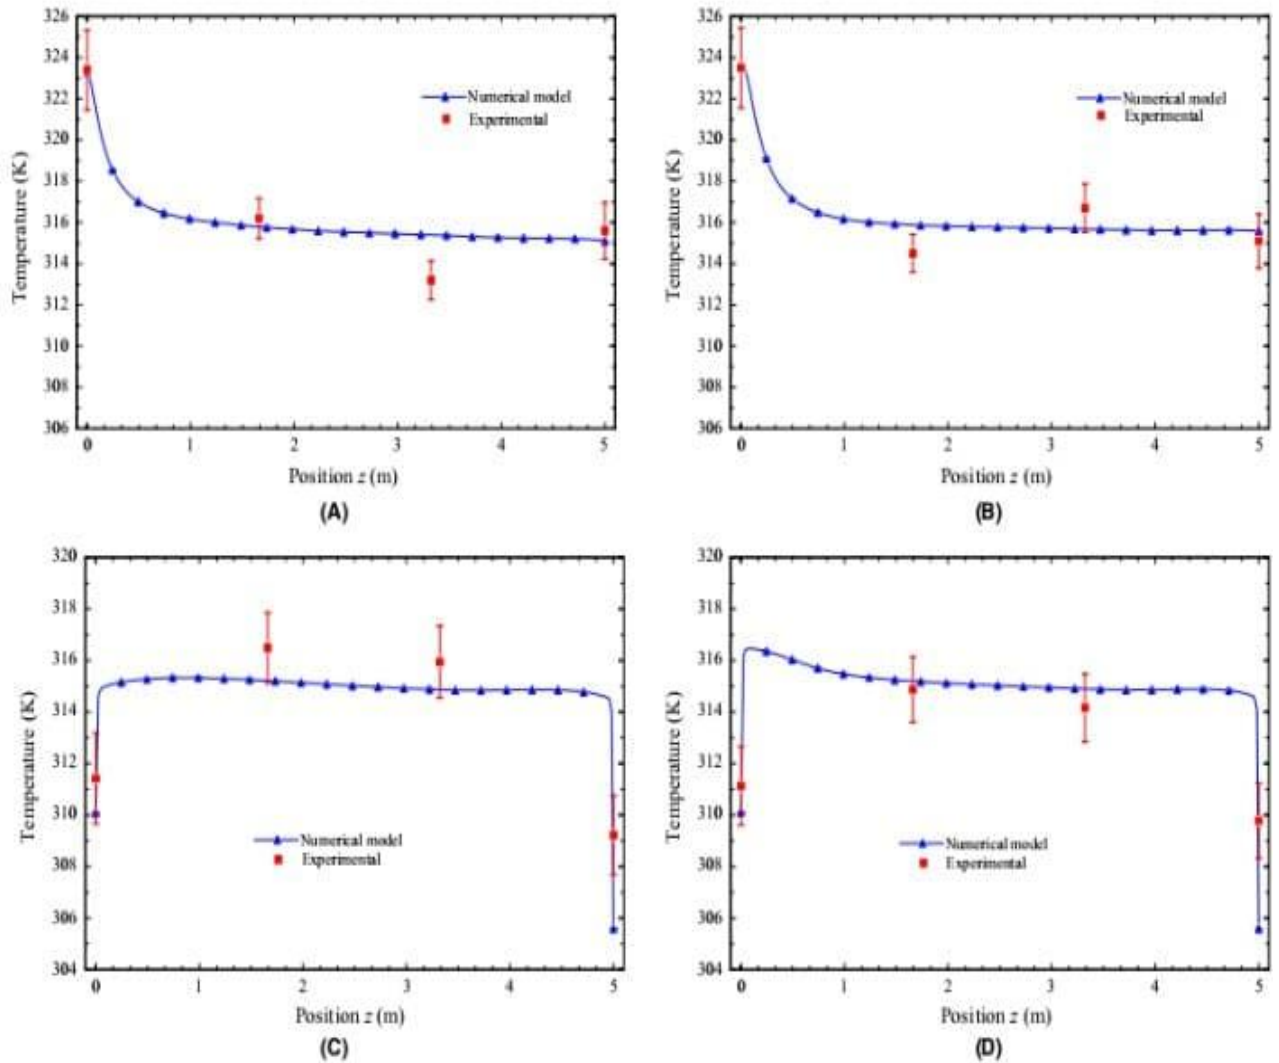 326
324
322
320
318
316
314
312
310
308
306
Temperature (K)
Numerical model
Experimental
0 1 2 3 4 5
Position z (m)
(A)
326
324
322
320
318
316
314
312
310
308
306
Temperature (K)
Numerical model
Experimental
0 1 2 3 4 5
Position z (m)
(B)
320
318
316
314
312
310
308
306
304
Temperature (K)
Numerical model
Experimental
0 1 2 3 4 5
Position z (m)
(C)
320
318
316
314
312
310
308
306
304
Temperature (K)
Numerical model
Experimental
0 1 2 3 4 5
Position z (m)
(D)